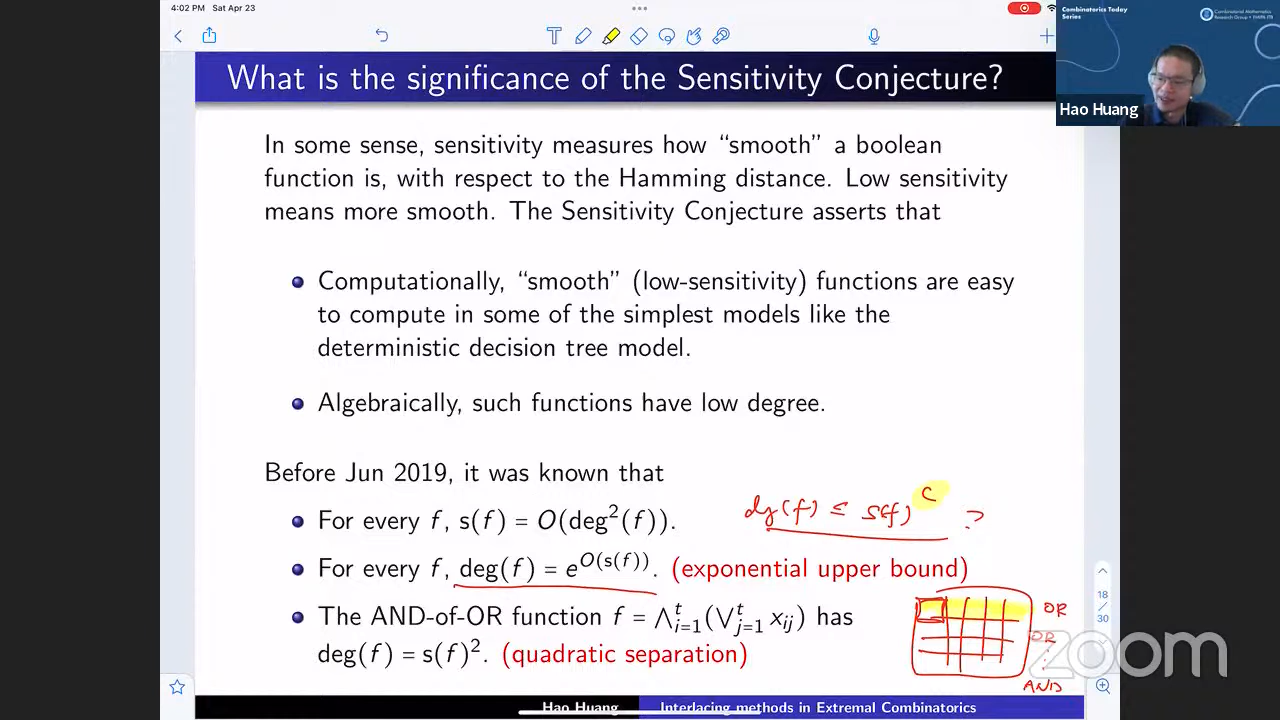 4:02 PM Sat Apr 23
Combinatorics Today
Series
What is the significance of the Sensitivity Conjecture?
Hao Huang
In some sense, sensitivity measures how “smooth” a boolean
function is, with respect to the Hamming distance. Low sensitivity
means more smooth. The Sensitivity Conjecture asserts that
Computationally, “smooth” (low-sensitivity) functions are easy
to compute in some of the simplest models like the
deterministic decision tree model.
Algebraically, such functions have low degree.
Before Jun 2019, it was known that
For every f, s(f) = O(deg²(f)).
deg(f) ≤ s(f)^c ?
For every f, deg(f) = e^{O(s(f))}. (exponential upper bound)
The AND-of-OR function f = ⋀_{i=1}^{t}(⋁_{j=1}^{t} x_{ij}) has
deg(f) = s(f)². (quadratic separation)
OR
OR
⋮
AND
18
30
zoom
Hao Huang Interlacing methods in Extremal Combinatorics